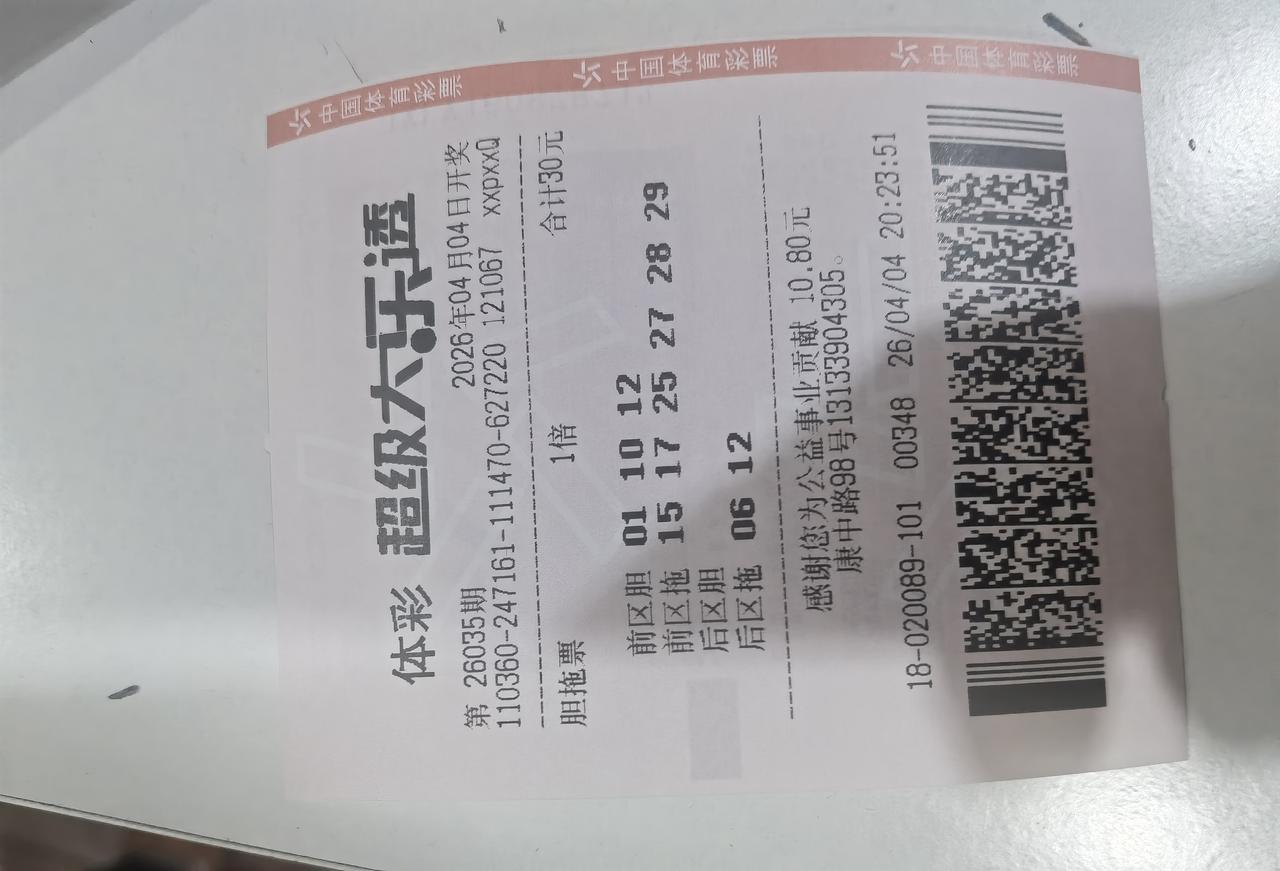 中国体育彩票 中国体育彩票 中国体育彩票
体彩 超级大乐透
第 26035期 2026年04月04日开奖
110360-247161-111470-627220 121067 xxpxxQ
胆拖票 1倍 合计30元
前区胆 01 10 12
前区拖 15 17 25 27 28 29
后区胆
后区拖 06 12
感谢您为公益事业贡献 10.80元
康中路98号13133904305。
18-020089-101 00348 26/04/04 20:23:51